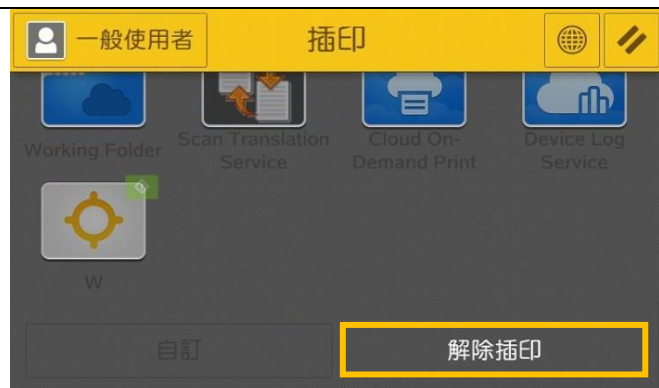 一般使用者
插印
Working Folder
Scan Translation
Service
Cloud On-
Demand Print
Device Log
Service
W
自訂
解除插印